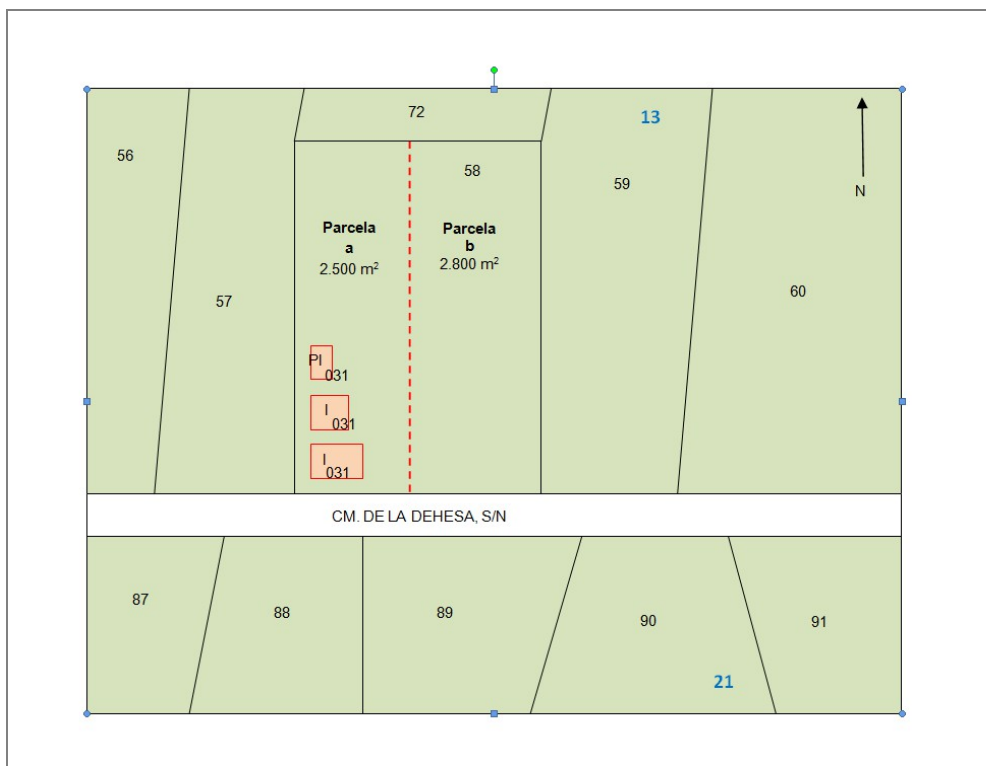 72
13
56
58
59
N
Parcela
a
2.500 m²
Parcela
b
2.800 m²
57
60
PI
031
I
031
I
031
CM. DE LA DEHESA, S/N
87
88
89
90
91
21